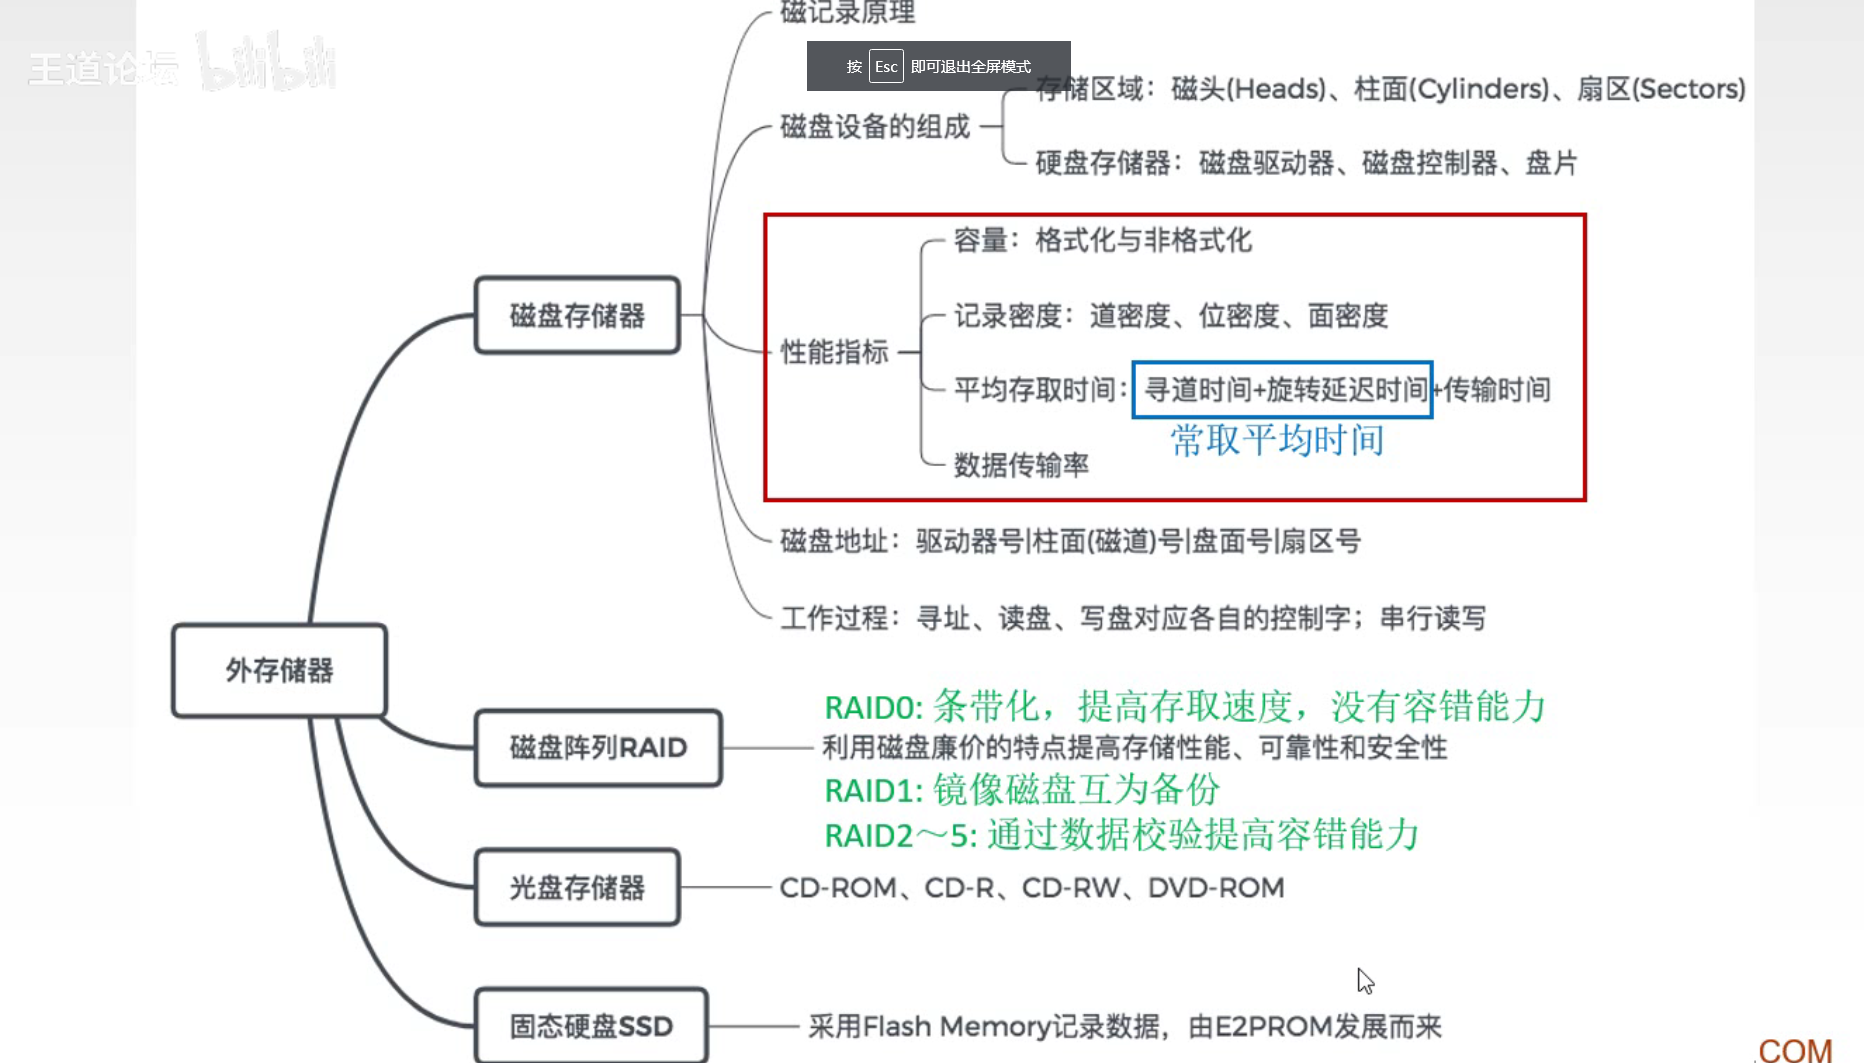 磁记录原理
王道论坛 bilibili
按 Esc 即可退出全屏模式
存储区域：磁头(Heads)、柱面(Cylinders)、扇区(Sectors)
磁盘设备的组成
硬盘存储器：磁盘驱动器、磁盘控制器、盘片
容量：格式化与非格式化
磁盘存储器
记录密度：道密度、位密度、面密度
性能指标
平均存取时间：寻道时间+旋转延迟时间+传输时间
常取平均时间
数据传输率
磁盘地址：驱动器号|柱面(磁道)号|盘面号|扇区号
工作过程：寻址、读盘、写盘对应各自的控制字；串行读写
外存储器
RAID0: 条带化，提高存取速度，没有容错能力
磁盘阵列RAID
利用磁盘廉价的特点提高存储性能、可靠性和安全性
RAID1: 镜像磁盘互为备份
RAID2～5: 通过数据校验提高容错能力
光盘存储器
CD-ROM、CD-R、CD-RW、DVD-ROM
固态硬盘SSD
采用Flash Memory记录数据，由E2PROM发展而来
.COM